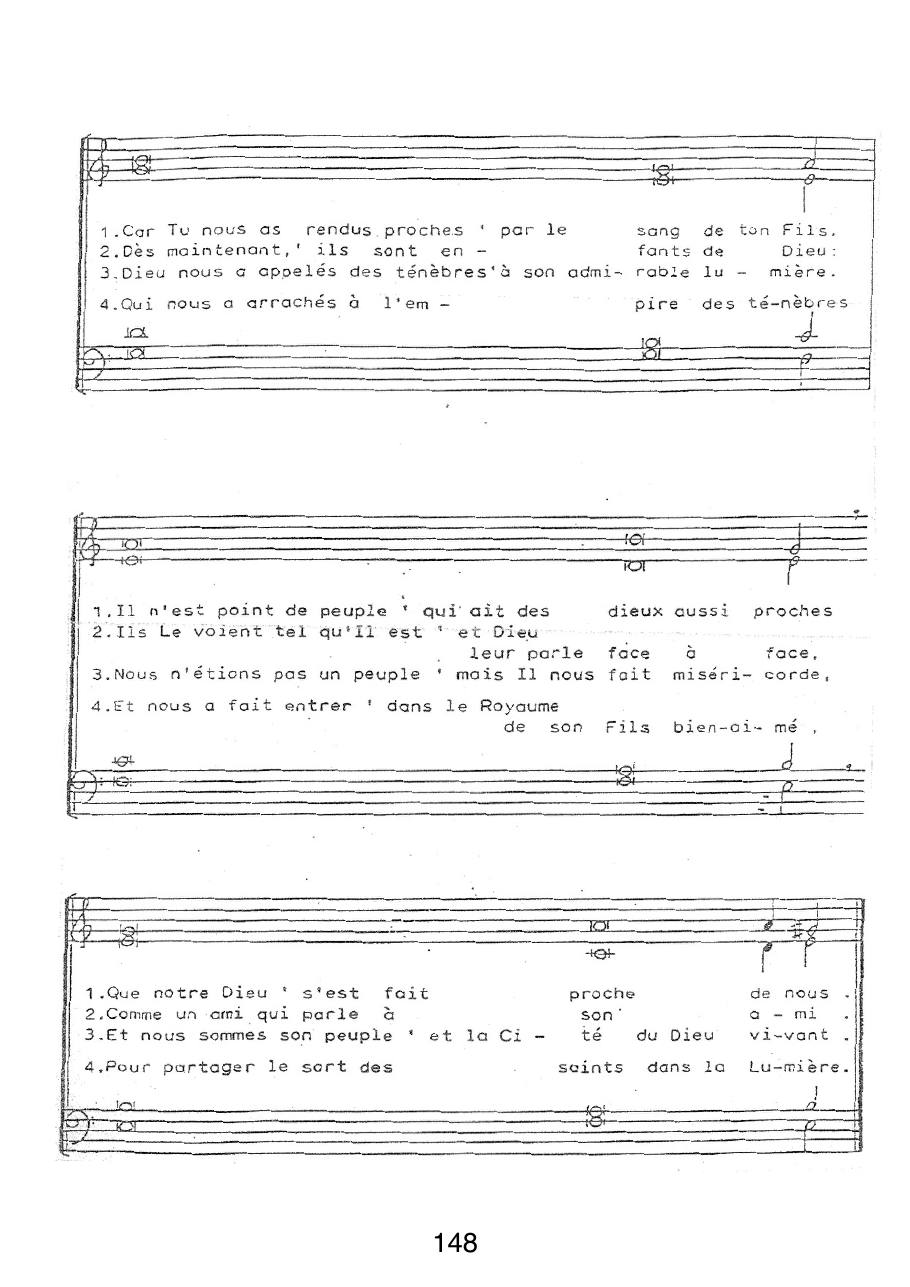 1.Car Tu nous as rendus proches ' par le sang de ton Fils.
2.Dès maintenant,' ils sont en - fants de Dieu:
3.Dieu nous a appelés des ténèbres'à son admi- rable lu - mière.
4.Qui nous a arrachés à l'em - pire des té-nèbres
1.Il n'est point de peuple ' qui ait des dieux aussi proches
2.Ils Le voient tel qu'Il est ' et Dieu
leur parle face à face,
3.Nous n'étions pas un peuple ' mais Il nous fait miséri- corde,
4.Et nous a fait entrer ' dans le Royaume
de son Fils bien-ai- mé ,
1.Que notre Dieu ' s'est fait proche de nous .
2.Comme un ami qui parle à son a - mi .
3.Et nous sommes son peuple ' et la Ci - té du Dieu vi-vant .
4.Pour partager le sort des saints dans la Lu-mière.
148